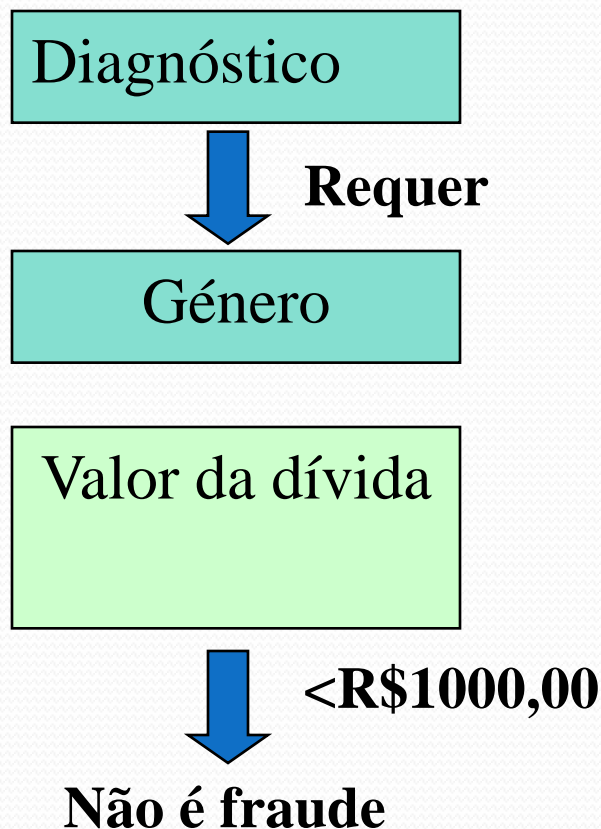 Diagnóstico
Requer
Género
Valor da dívida
<R$1000,00
Não é fraude